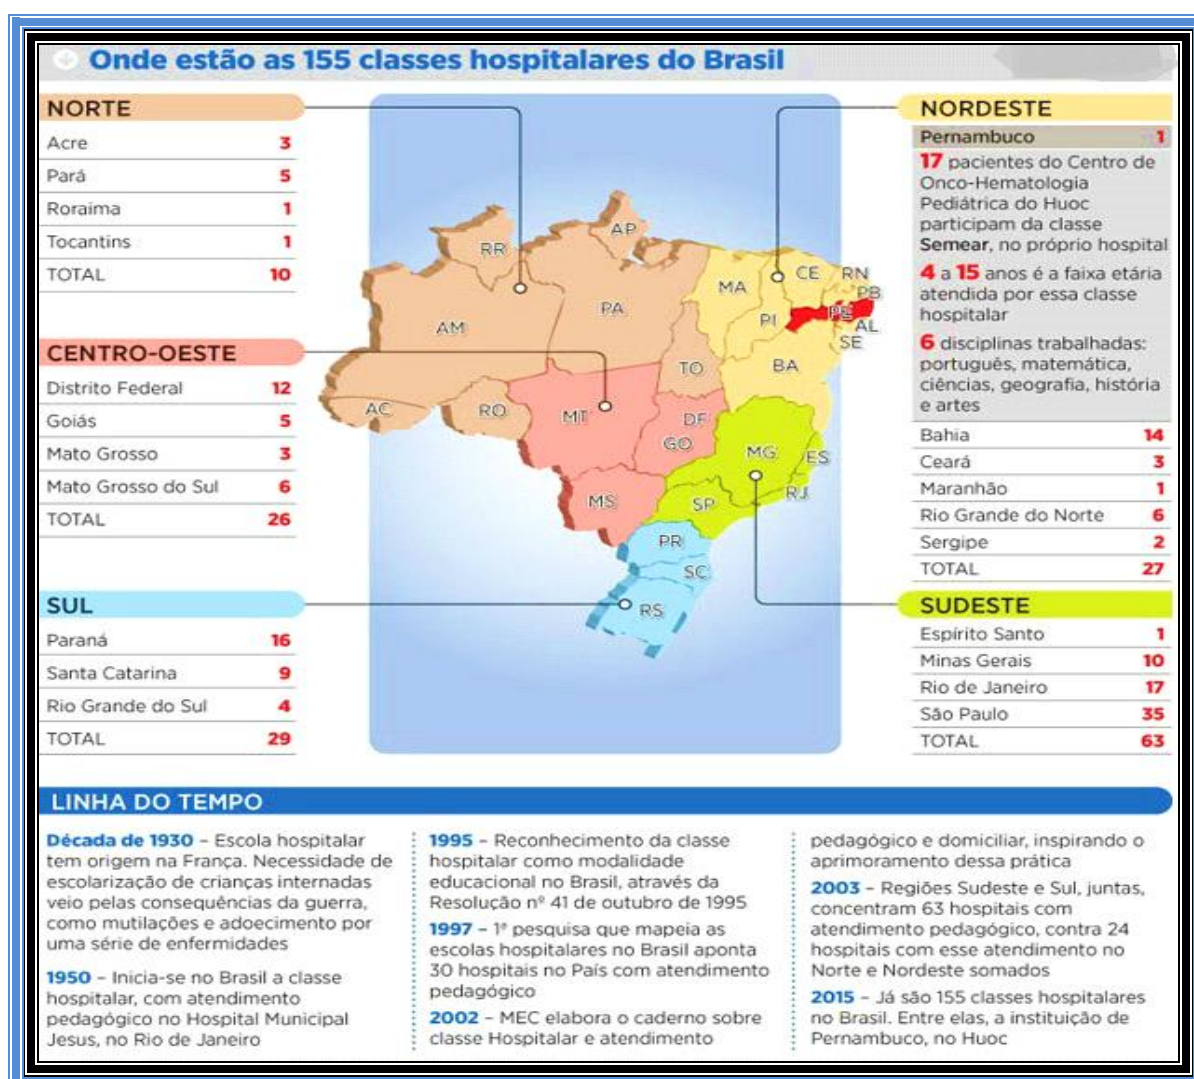 Onde estão as 155 classes hospitalares do Brasil
NORTE
Acre 3
Pará 5
Roraima 1
Tocantins 1
TOTAL 10
CENTRO-OESTE
Distrito Federal 12
Goiás 5
Mato Grosso 3
Mato Grosso do Sul 6
TOTAL 26
SUL
Paraná 16
Santa Catarina 9
Rio Grande do Sul 4
TOTAL 29
RR
AP
AM
PA
MA
CE
RN
PB
PI
PE
AL
SE
TO
BA
AC
RO
MT
DF
GO
MG
ES
MS
SP
RJ
PR
SC
RS
NORDESTE
Pernambuco 1
17 pacientes do Centro de
Onco-Hematologia
Pediátrica do Huoc
participam da classe
Semear, no próprio hospital
4 a 15 anos é a faixa etária
atendida por essa classe
hospitalar
6 disciplinas trabalhadas:
português, matemática,
ciências, geografia, história
e artes
Bahia 14
Ceará 3
Maranhão 1
Rio Grande do Norte 6
Sergipe 2
TOTAL 27
SUDESTE
Espírito Santo 1
Minas Gerais 10
Rio de Janeiro 17
São Paulo 35
TOTAL 63
LINHA DO TEMPO
Década de 1930 – Escola hospitalar
tem origem na França. Necessidade de
escolarização de crianças internadas
veio pelas consequências da guerra,
como mutilações e adoecimento por
uma série de enfermidades
1950 – Inicia-se no Brasil a classe
hospitalar, com atendimento
pedagógico no Hospital Municipal
Jesus, no Rio de Janeiro
1995 – Reconhecimento da classe
hospitalar como modalidade
educacional no Brasil, através da
Resolução nº 41 de outubro de 1995
1997 – 1ª pesquisa que mapeia as
escolas hospitalares no Brasil aponta
30 hospitais no País com atendimento
pedagógico
2002 – MEC elabora o caderno sobre
classe Hospitalar e atendimento
pedagógico e domiciliar, inspirando o
aprimoramento dessa prática
2003 – Regiões Sudeste e Sul, juntas,
concentram 63 hospitais com
atendimento pedagógico, contra 24
hospitais com esse atendimento no
Norte e Nordeste somados
2015 – Já são 155 classes hospitalares
no Brasil. Entre elas, a instituição de
Pernambuco, no Huoc